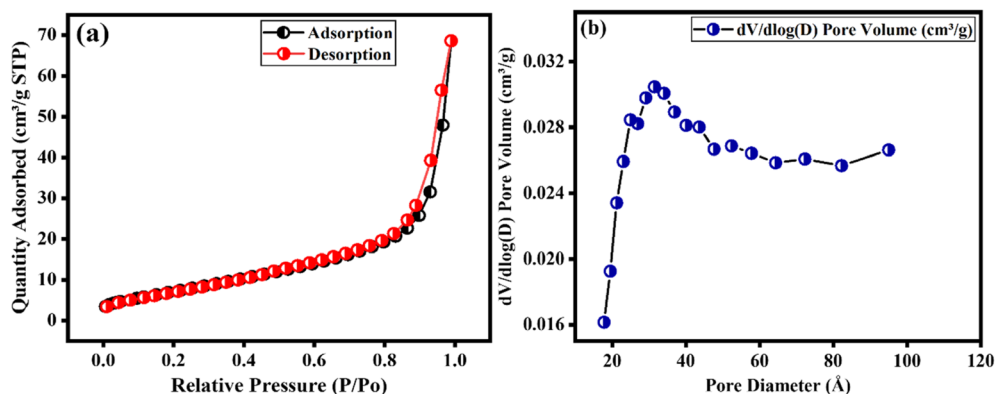 (a)
Adsorption
Desorption
Quantity Adsorbed (cm³/g STP)
70
60
50
40
30
20
10
0
0.0 0.2 0.4 0.6 0.8 1.0
Relative Pressure (P/Po)
(b)
dV/dlog(D) Pore Volume (cm³/g)
dV/dlog(D) Pore Volume (cm³/g)
0.032
0.028
0.024
0.020
0.016
20 40 60 80 100 120
Pore Diameter (Å)